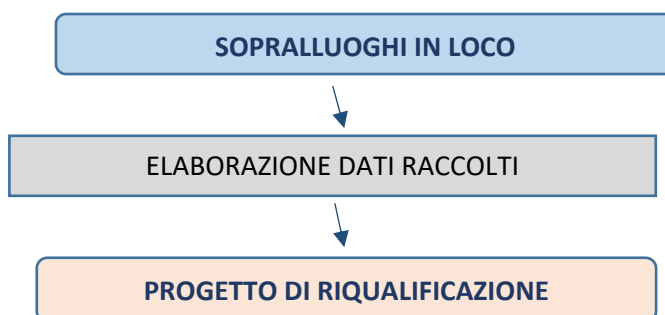 SOPRALLUOGHI IN LOCO
ELABORAZIONE DATI RACCOLTI
PROGETTO DI RIQUALIFICAZIONE